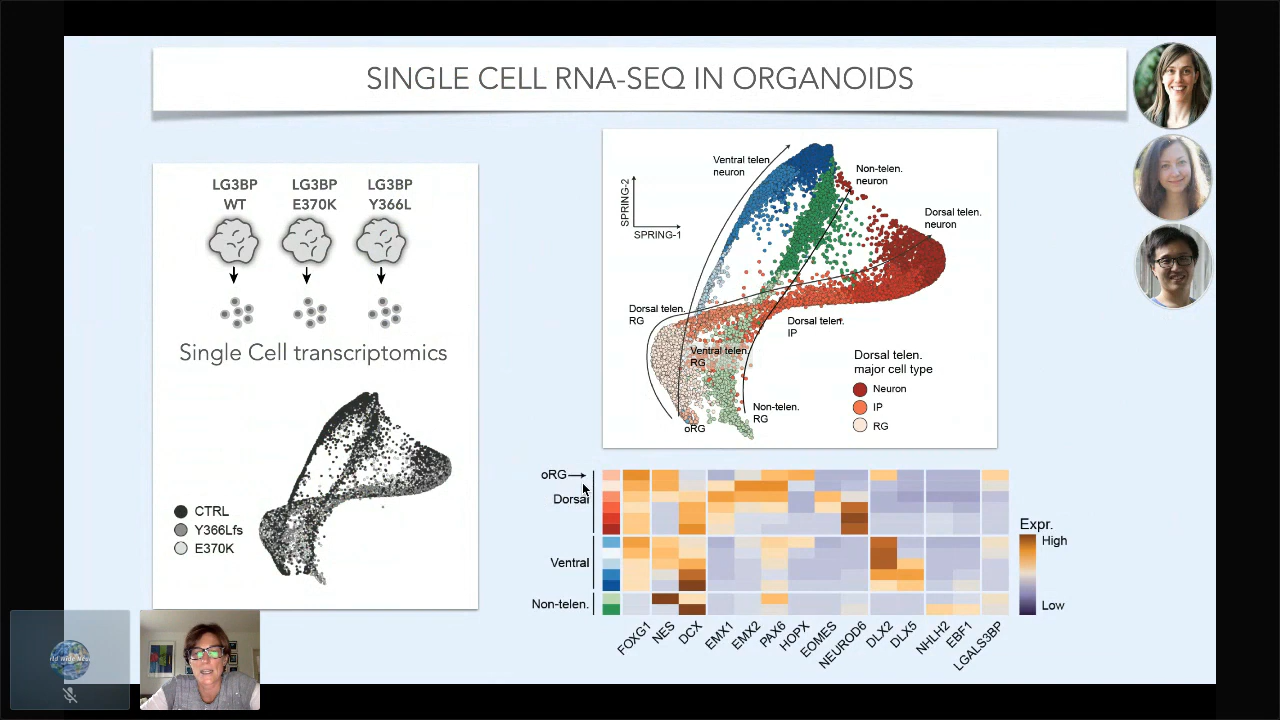 SINGLE CELL RNA-SEQ IN ORGANOIDS
LG3BP LG3BP LG3BP
WT E370K Y366L
Single Cell transcriptomics
CTRL
Y366Lfs
E370K
SPRING-2
SPRING-1
Ventral telen.
neuron
Non-telen.
neuron
Dorsal telen.
neuron
Dorsal telen.
RG
Dorsal telen.
IP
Ventral telen.
RG
Non-telen.
RG
oRG
Dorsal telen.
major cell type
Neuron
IP
RG
oRG
Dorsal
Ventral
Non-telen.
FOXG1 NES DCX EMX1 EMX2 PAX6 HOPX EOMES NEUROD6 DLX2 DLX5 NHLH2 EBF1 LGALS3BP
Expr.
High
Low